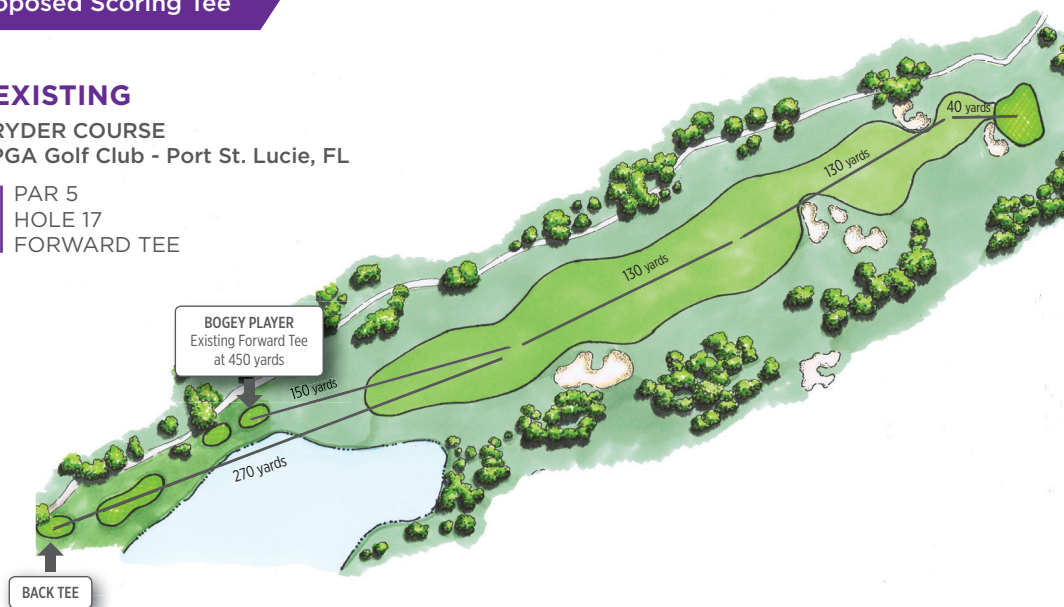 Scoring Tee
EXISTING
RYDER COURSE
PGA Golf Club - Port St. Lucie, FL
PAR 5
HOLE 17
FORWARD TEE
40 yards
130 yards
130 yards
BOGEY PLAYER
Existing Forward Tee
at 450 yards
150 yards
270 yards
BACK TEE